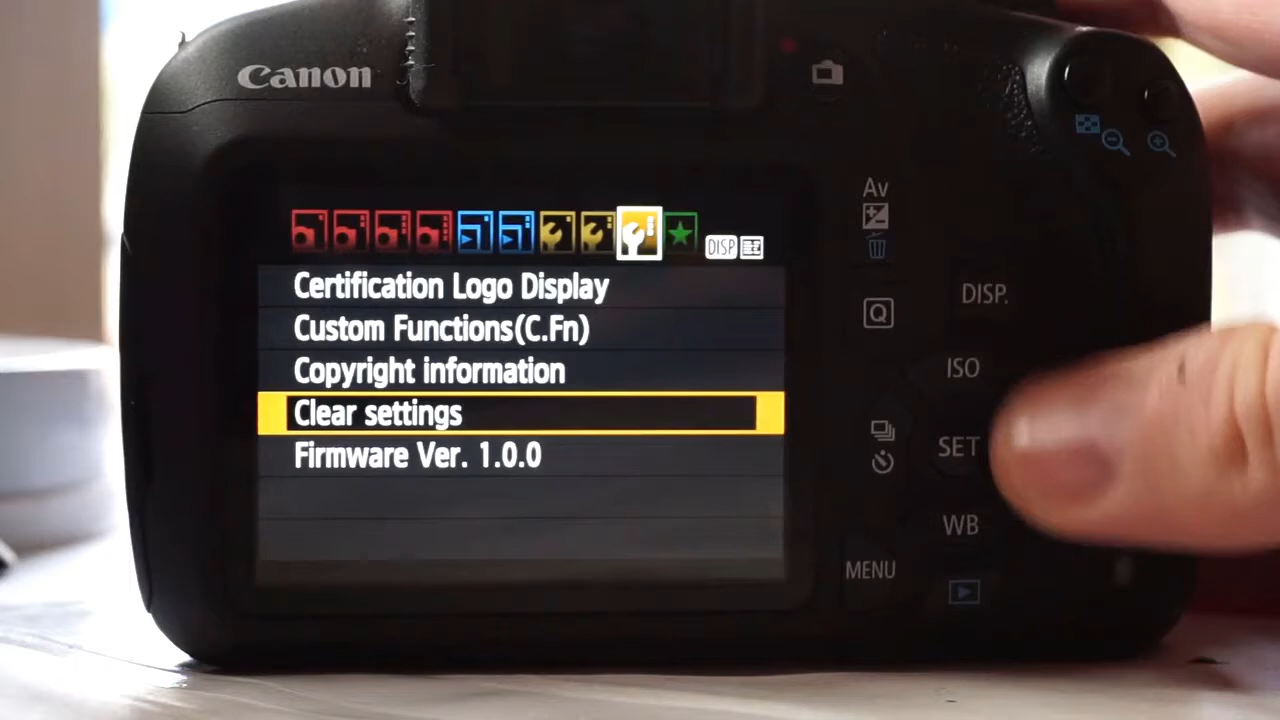 Canon
Av
DISP
DISP.
Q
Certification Logo Display
Custom Functions(C.Fn)
Copyright information
ISO
Clear settings
SET
Firmware Ver. 1.0.0
WB
MENU